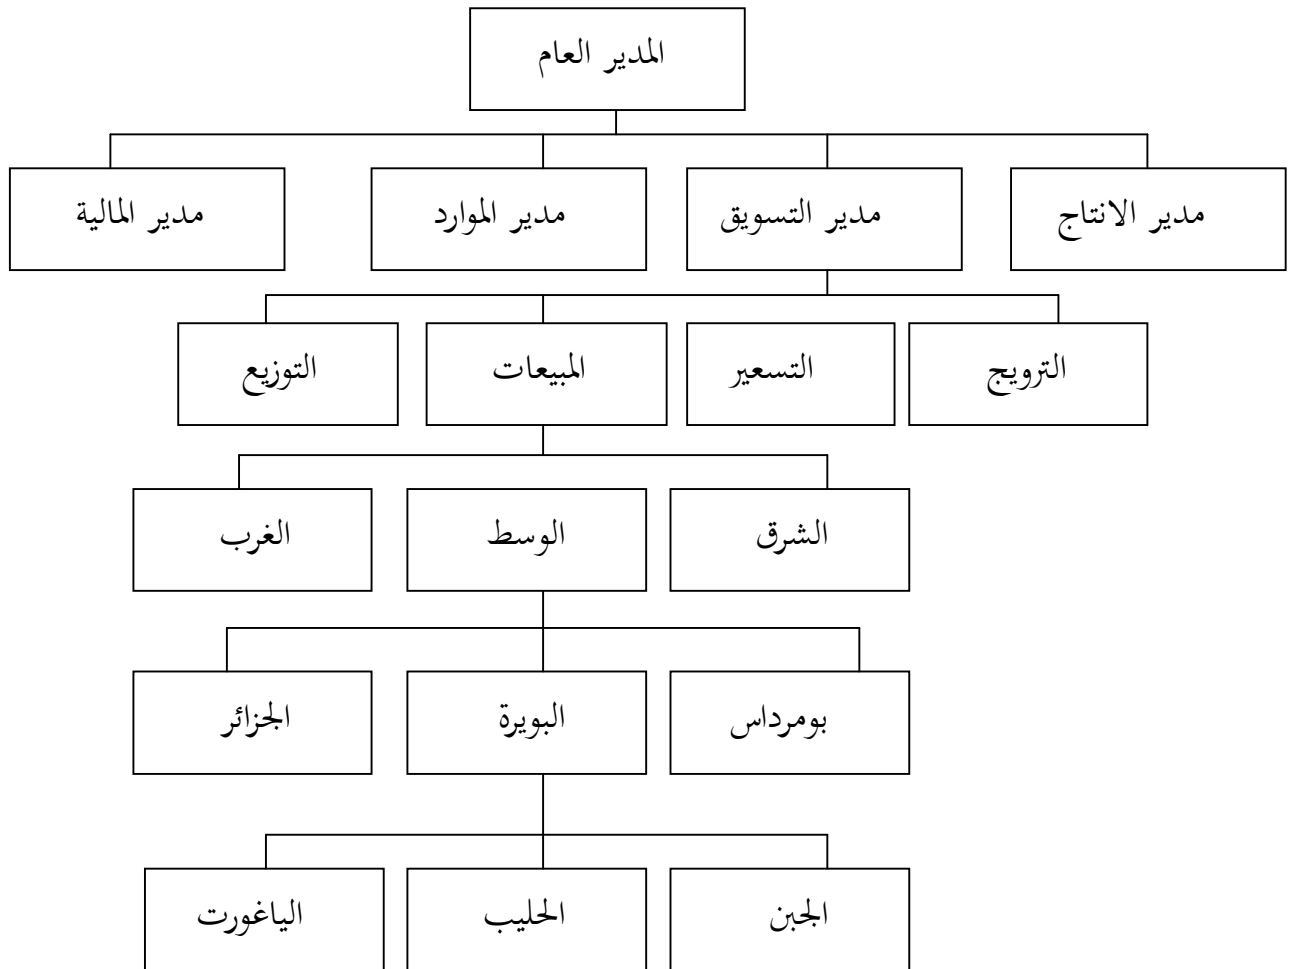 المدير العام
مدير الانتاج
مدير التسويق
مدير الموارد
مدير المالية
الترويج
التسعير
المبيعات
التوزيع
الشرق
الوسط
الغرب
بومرداس
البويرة
الجزائر
الجبن
الحليب
الياغورت